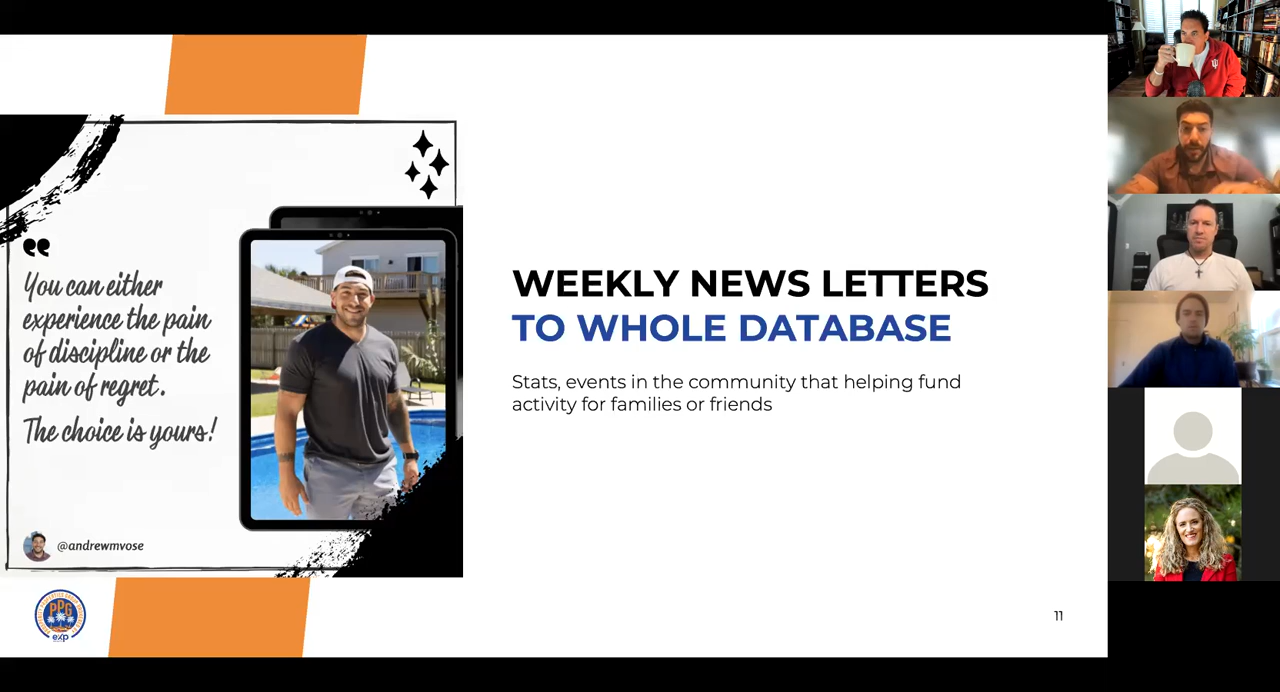 You can either
experience the pain
of discipline or the
pain of regret.
The choice is yours!
@andrewmvose
WEEKLY NEWS LETTERS
TO WHOLE DATABASE
Stats, events in the community that helping fund
activity for families or friends
PPG
exp
11